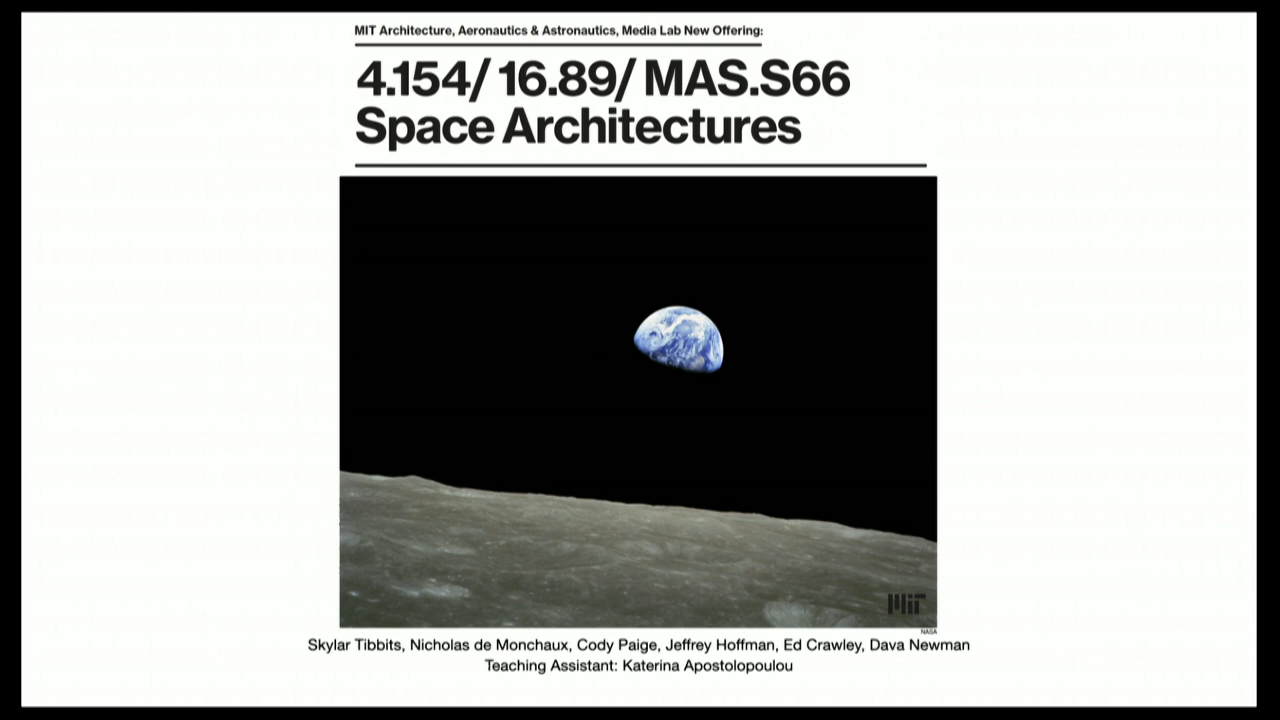 MIT Architecture, Aeronautics & Astronautics, Media Lab New Offering:
4.154/ 16.89/ MAS.S66
Space Architectures
MIT
NASA
Skylar Tibbits, Nicholas de Monchaux, Cody Paige, Jeffrey Hoffman, Ed Crawley, Dava Newman
Teaching Assistant: Katerina Apostolopoulou